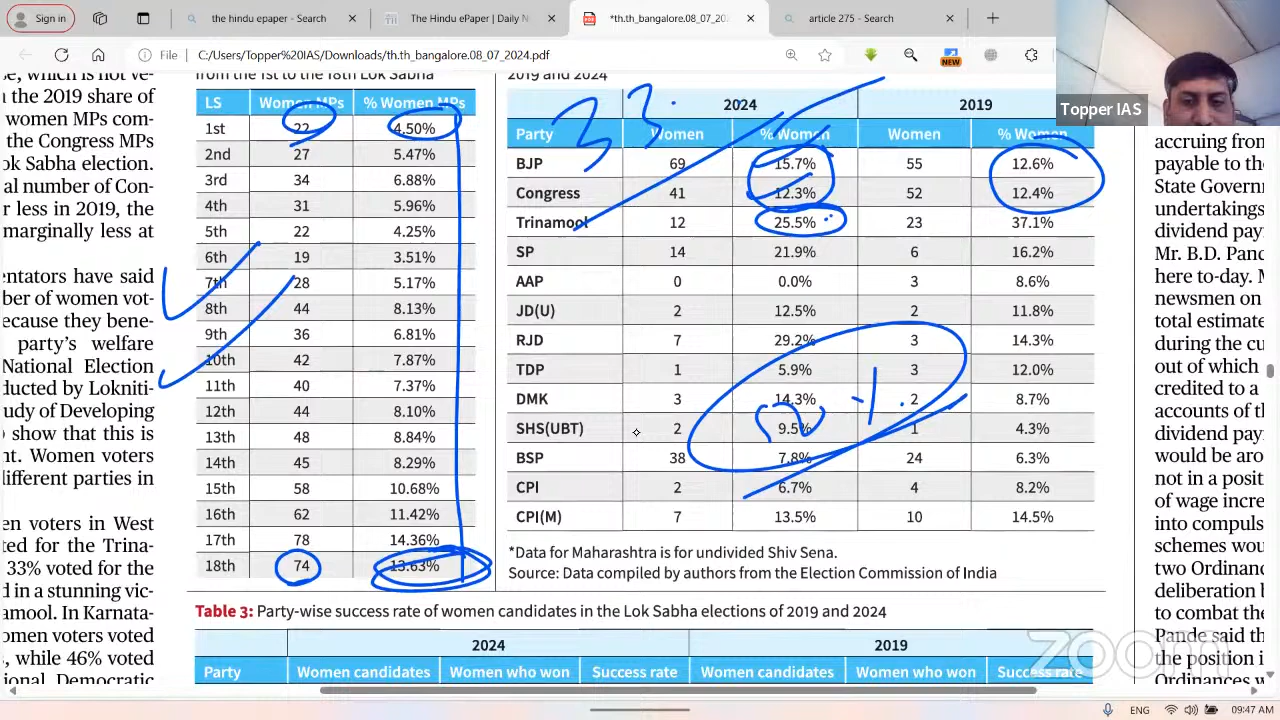 Sign in
the hindu epaper - Search
The Hindu ePaper | Daily N
*th.th_bangalore.08_07_202
article 275 - Search
File
C:/Users/Topper%20IAS/Downloads/th.th_bangalore.08_07_2024.pdf
NEW
Topper IAS
se, which is not ve-
n the 2019 share of
women MPs com-
the Congress MPs
ok Sabha election.
al number of Con-
r less in 2019, the
marginally less at
entators have said
ber of women vot-
ecause they bene-
party's welfare
National Election
ducted by Lokniti-
udy of Developing
) show that this is
nt. Women voters
different parties in
en voters in West
ted for the Trina-
33% voted for the
d in a stunning vic-
amool. In Karnata-
omen voters voted
s, while 46% voted
ional Democratic
from the 1st to the 18th Lok Sabha
LS Women MPs % Women MPs
1st 22 4.50%
2nd 27 5.47%
3rd 34 6.88%
4th 31 5.96%
5th 22 4.25%
6th 19 3.51%
7th 28 5.17%
8th 44 8.13%
9th 36 6.81%
10th 42 7.87%
11th 40 7.37%
12th 44 8.10%
13th 48 8.84%
14th 45 8.29%
15th 58 10.68%
16th 62 11.42%
17th 78 14.36%
18th 74 13.63%
2019 and 2024
33
2024 2019
Party Women % Women Women % Women
BJP 69 15.7% 55 12.6%
Congress 41 12.3% 52 12.4%
Trinamool 12 25.5% 23 37.1%
SP 14 21.9% 6 16.2%
AAP 0 0.0% 3 8.6%
JD(U) 2 12.5% 2 11.8%
RJD 7 29.2% 3 14.3%
TDP 1 5.9% 3 12.0%
DMK 3 14.3% 2 8.7%
SHS(UBT) 2 9.5% 1 4.3%
BSP 38 7.8% 24 6.3%
CPI 2 6.7% 4 8.2%
CPI(M) 7 13.5% 10 14.5%
*Data for Maharashtra is for undivided Shiv Sena.
Source: Data compiled by authors from the Election Commission of India
Table 3: Party-wise success rate of women candidates in the Lok Sabha elections of 2019 and 2024
2024 2019
Party Women candidates Women who won Success rate Women candidates Women who won Success rate
accruing from
payable to the
State Governm
undertakings
dividend pay
Mr. B.D. Pand
here to-day. M
newsmen on
total estimate
during the cu
out of which
credited to a
accounts of th
dividend pay
would be aro
not in a posit
of wage incre
into compuls
schemes wou
two Ordinanc
deliberation b
to combat the
Pande said th
the position i
Ordinances w
zoom
ENG
09:47 AM